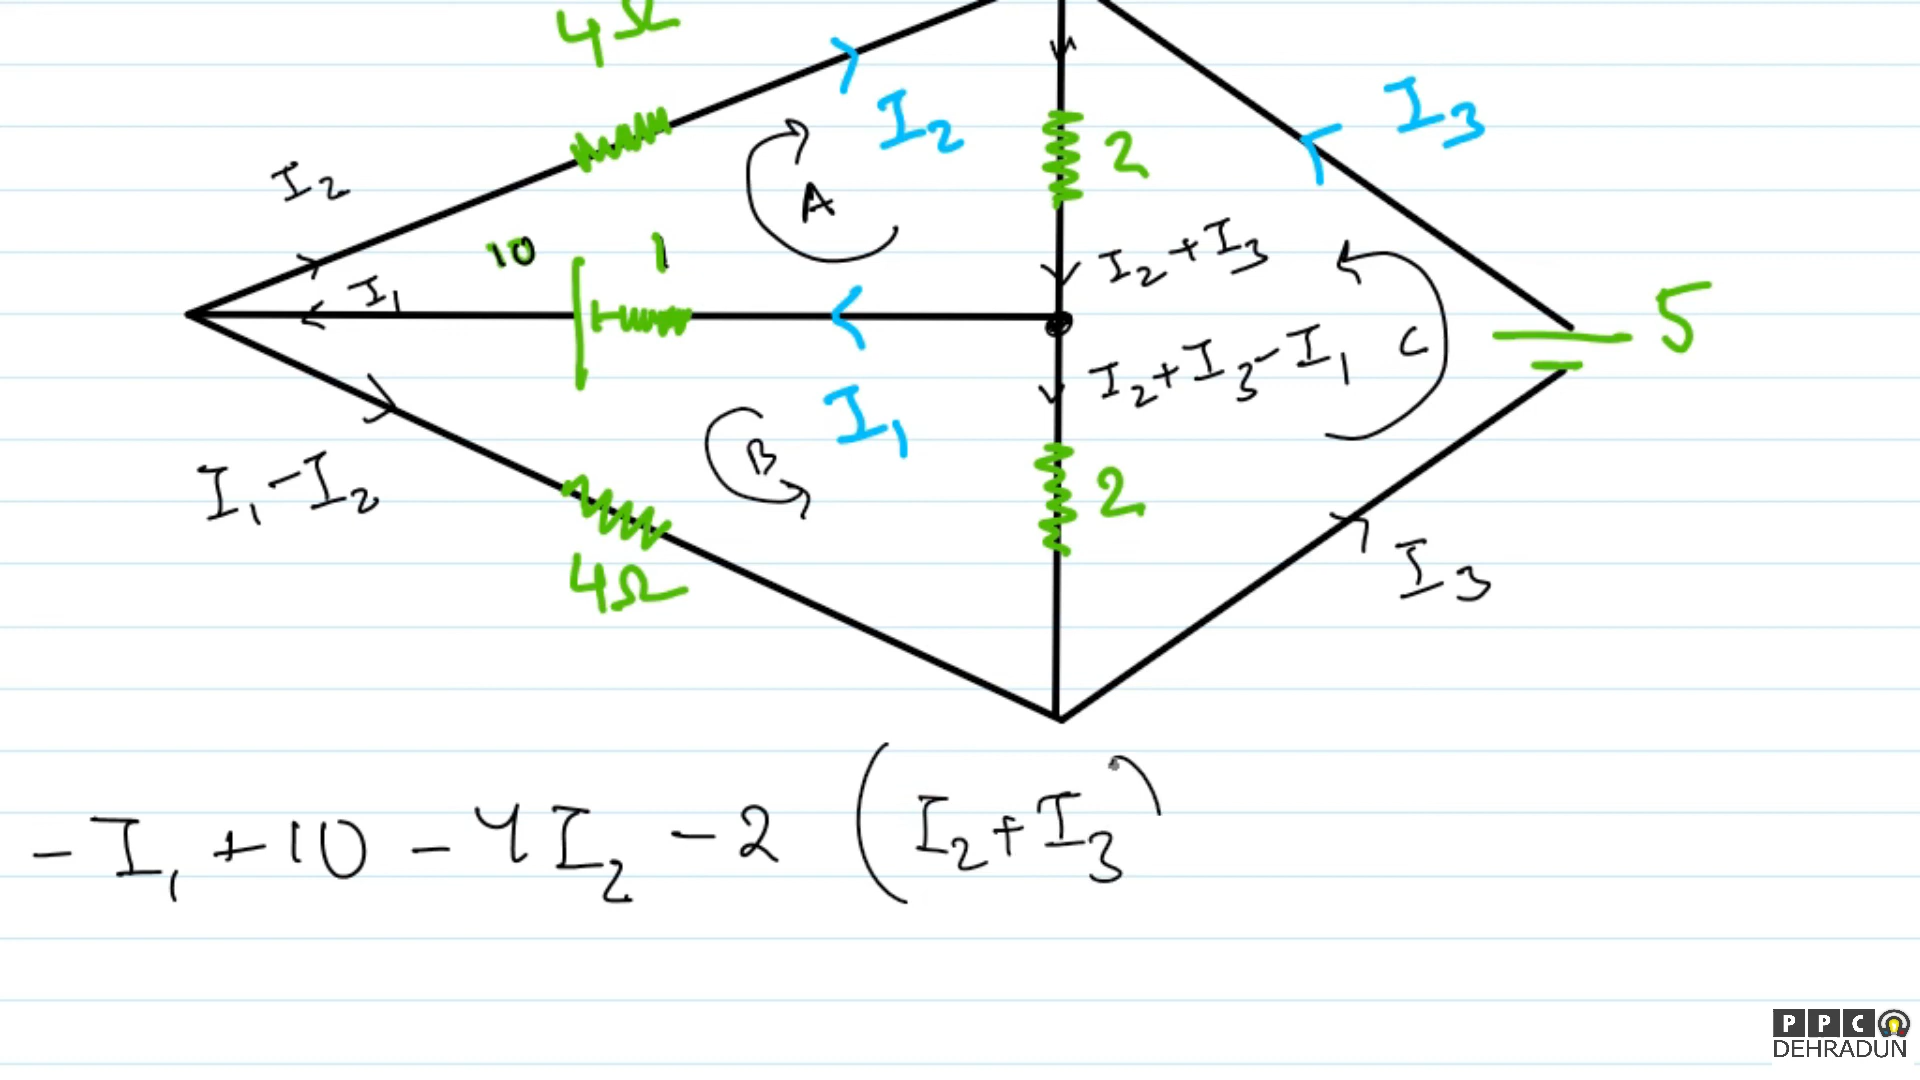 4Ω
I₂
I₃
2
I₂
A
10
1
I₂+I₃
I₁
I₂+I₃-I₁
C
5
I₁
B
I₁-I₂
2
4Ω
I₃
-I₁+10-4I₂-2(I₂+I₃)
PPC
DEHRADUN